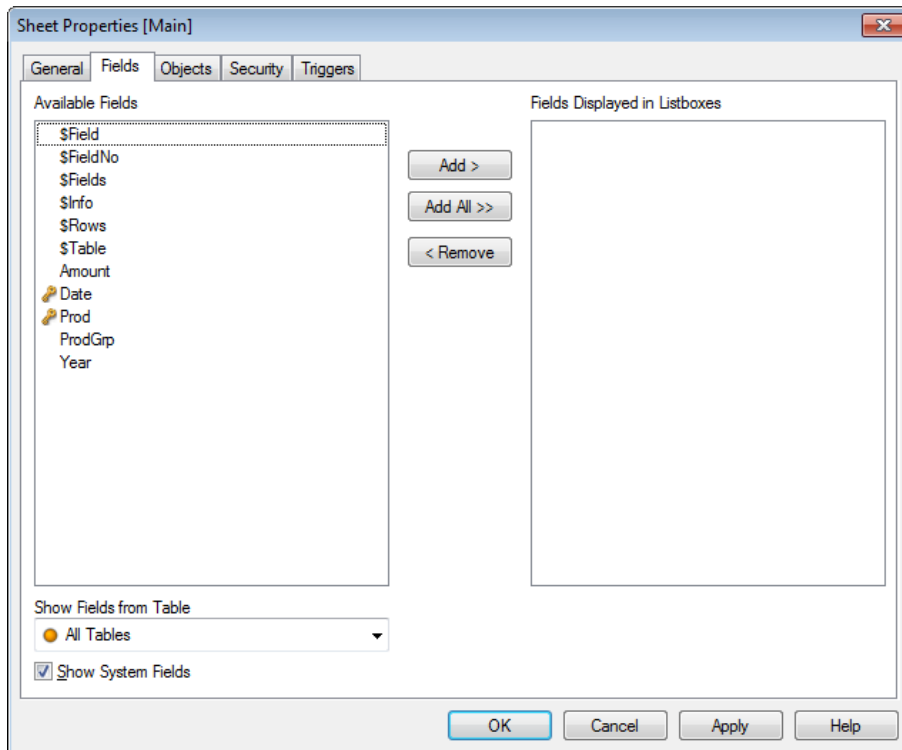 Sheet Properties [Main]
General Fields Objects Security Triggers
Available Fields
$Field
$FieldNo
$Fields
$Info
$Rows
$Table
Amount
Date
Prod
ProdGrp
Year
Add >
Add All >>
< Remove
Fields Displayed in Listboxes
Show Fields from Table
All Tables
Show System Fields
OK Cancel Apply Help